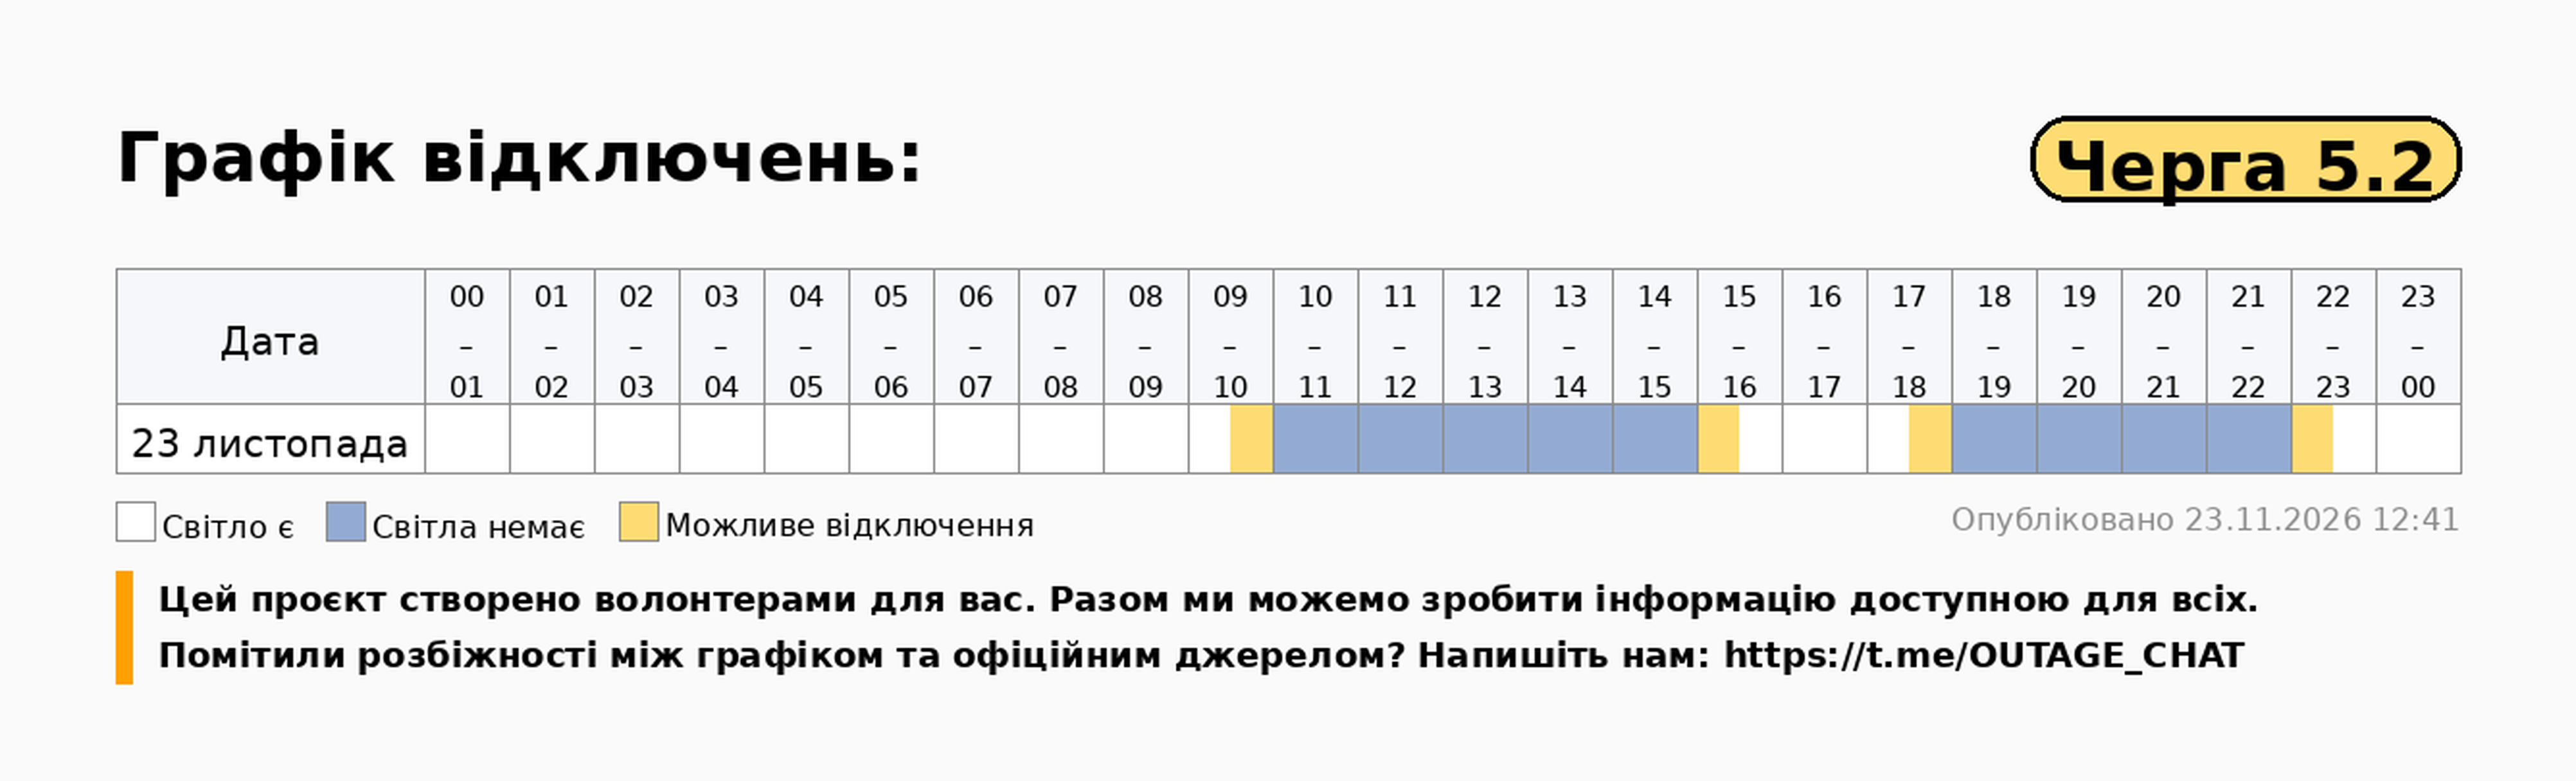 Графік відключень:
Черга 5.2
Дата
00 – 01
01 – 02
02 – 03
03 – 04
04 – 05
05 – 06
06 – 07
07 – 08
08 – 09
09 – 10
10 – 11
11 – 12
12 – 13
13 – 14
14 – 15
15 – 16
16 – 17
17 – 18
18 – 19
19 – 20
20 – 21
21 – 22
22 – 23
23 – 00
23 листопада
Світло є
Світла немає
Можливе відключення
Опубліковано 23.11.2026 12:41
Цей проєкт створено волонтерами для вас. Разом ми можемо зробити інформацію доступною для всіх.
Помітили розбіжності між графіком та офіційним джерелом? Напишіть нам: https://t.me/OUTAGE_CHAT